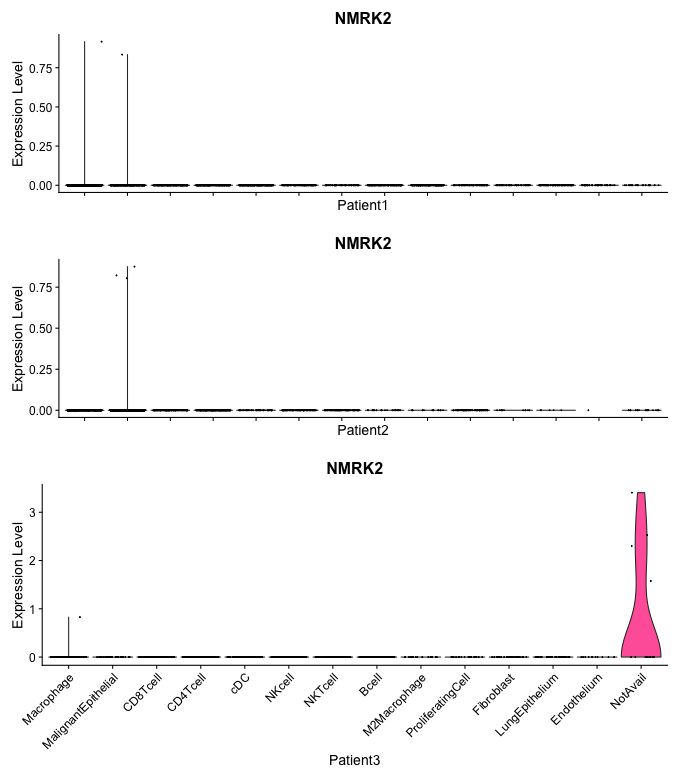 NMRK2
Expression Level
0.75
0.50
0.25
0.00
Patient1
NMRK2
Expression Level
0.75
0.50
0.25
0.00
Patient2
NMRK2
Expression Level
3
2
1
0
Macrophage
MalignantEpithelial
CD8Tcell
CD4Tcell
cDC
NKcell
NKTcell
Bcell
M2Macrophage
ProliferatingCell
Fibroblast
LungEpithelium
Endothelium
NotAvail
Patient3